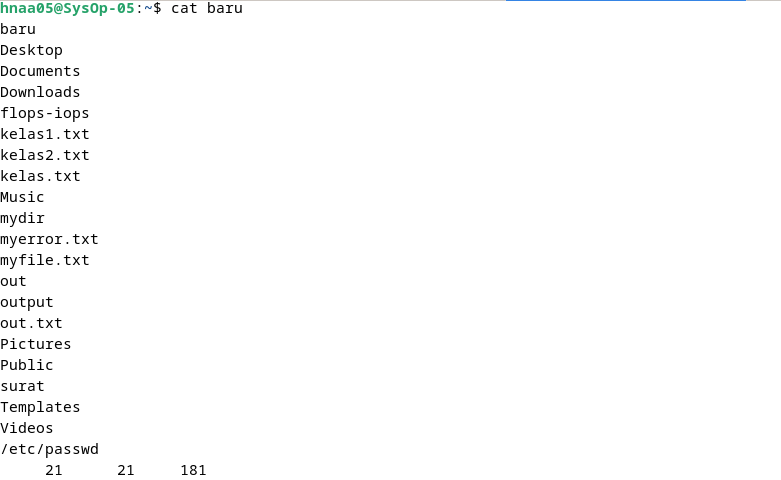 hnaa05@SysOp-05:~$ cat baru
baru
Desktop
Documents
Downloads
flops-iops
kelas1.txt
kelas2.txt
kelas.txt
Music
mydir
myerror.txt
myfile.txt
out
output
out.txt
Pictures
Public
surat
Templates
Videos
/etc/passwd
     21      21     181